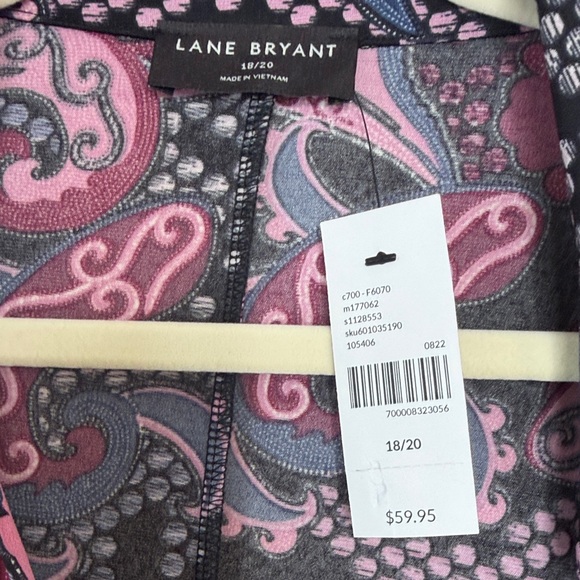 LANE BRYANT
18/20
MADE IN VIETNAM
c700 - F6070
m177062
s1128553
sku601035190
105406 0822
700008323056
18/20
$59.95